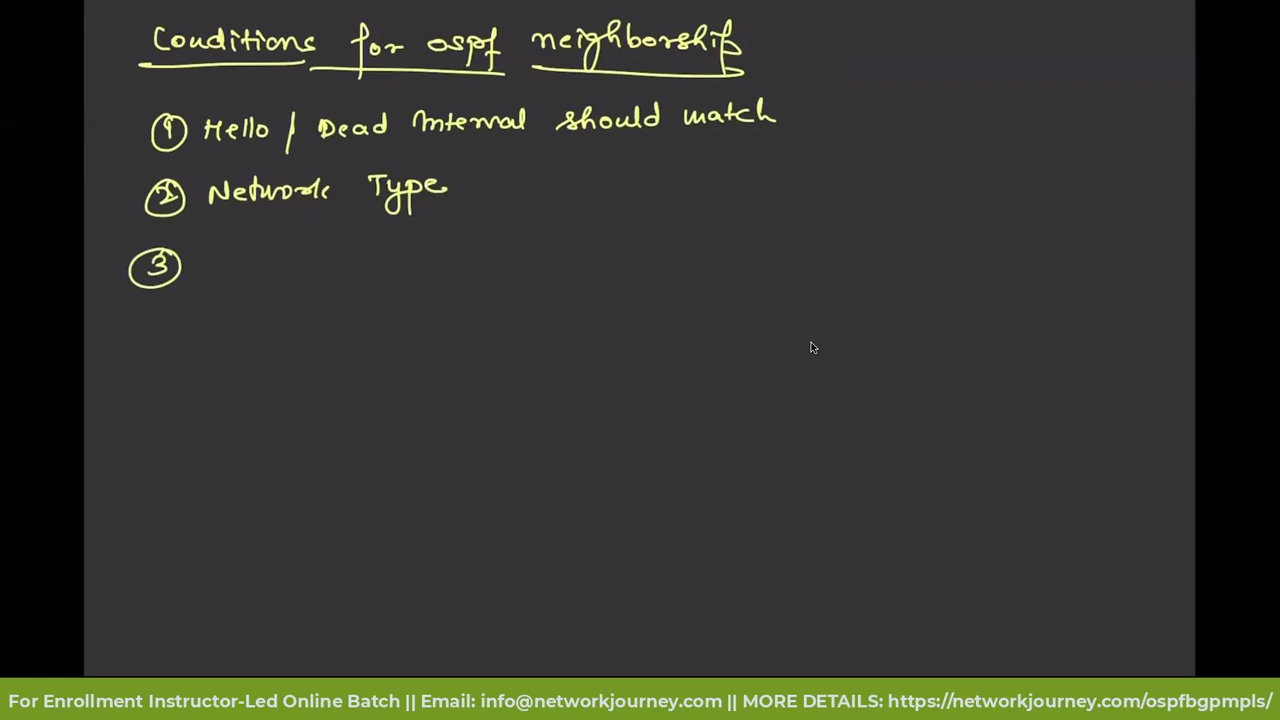 Conditions for ospf neighborship
① Hello / Dead Interval should match
② Network Type
③
For Enrollment Instructor-Led Online Batch || Email: info@networkjourney.com || MORE DETAILS: https://networkjourney.com/ospfbgpmpls/